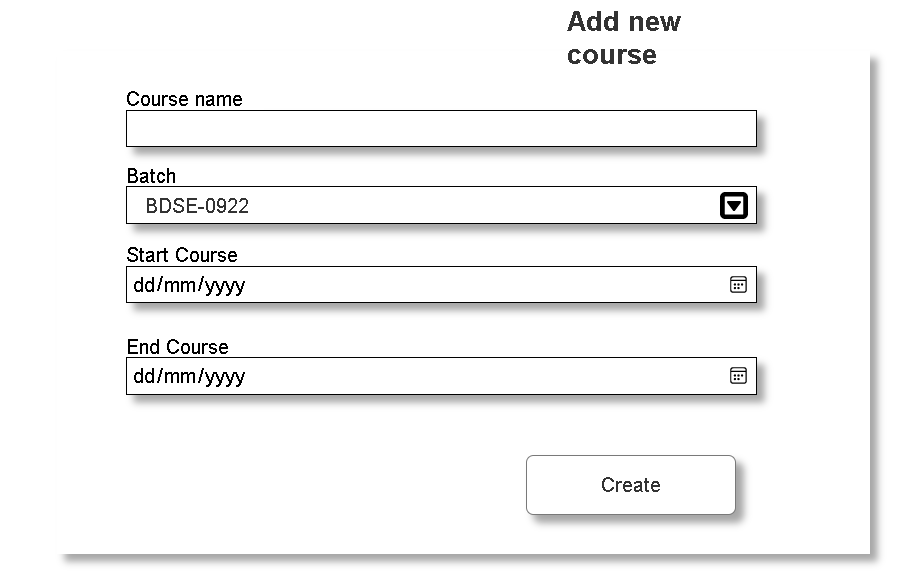 Add new
course
Course name
Batch
BDSE-0922
Start Course
dd/mm/yyyy
End Course
dd/mm/yyyy
Create